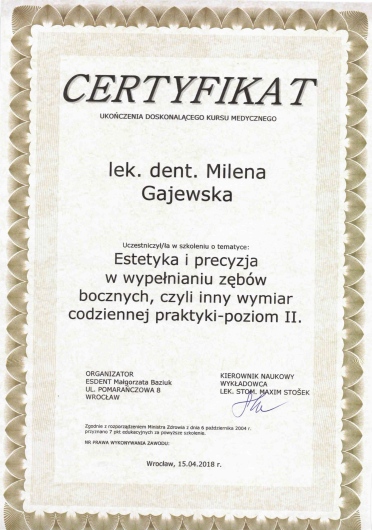 CERTYFIKAT
UKOŃCZENIA DOSKONALĄCEGO KURSU MEDYCZNEGO
lek. dent. Milena
Gajewska
Uczestniczył/ła w szkoleniu o tematyce:
Estetyka i precyzja
w wypełnianiu zębów
bocznych, czyli inny wymiar
codziennej praktyki-poziom II.
ORGANIZATOR
ESDENT Małgorzata Baziuk
UL. POMARAŃCZOWA 8
WROCŁAW
KIEROWNIK NAUKOWY
WYKŁADOWCA
LEK. STOM. MAXIM STOŠEK
Zgodnie z rozporządzeniem Ministra Zdrowia z dnia 6 października 2004 r.
przyznano 7 pkt edukacyjnych za powyższe szkolenie.
NR PRAWA WYKONYWANIA ZAWODU:
Wrocław, 15.04.2018 r.